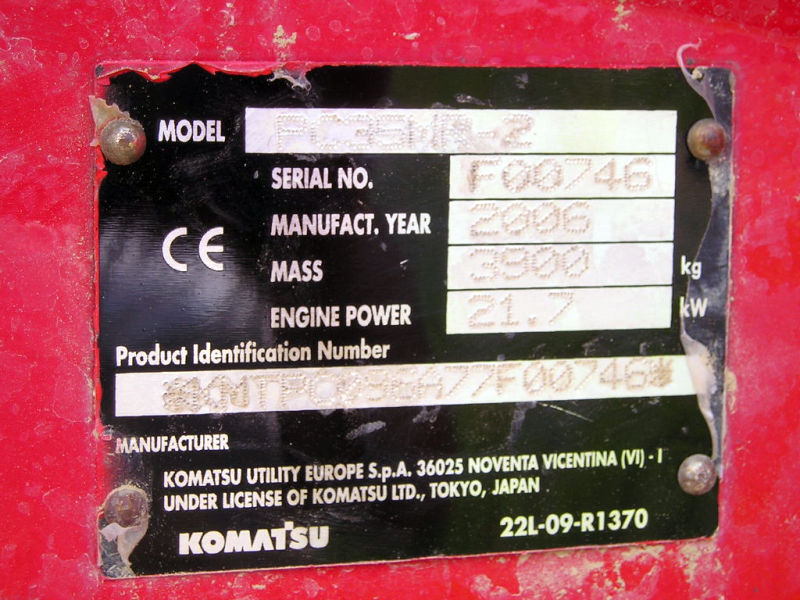 MODEL PC35MR-2
SERIAL NO. F00746
MANUFACT. YEAR 2006
CE
MASS 3900 kg
ENGINE POWER 21.7 kW
Product Identification Number
MANUFACTURER
KOMATSU UTILITY EUROPE S.p.A. 36025 NOVENTA VICENTINA (VI) - I
UNDER LICENSE OF KOMATSU LTD., TOKYO, JAPAN
KOMATSU 22L-09-R1370